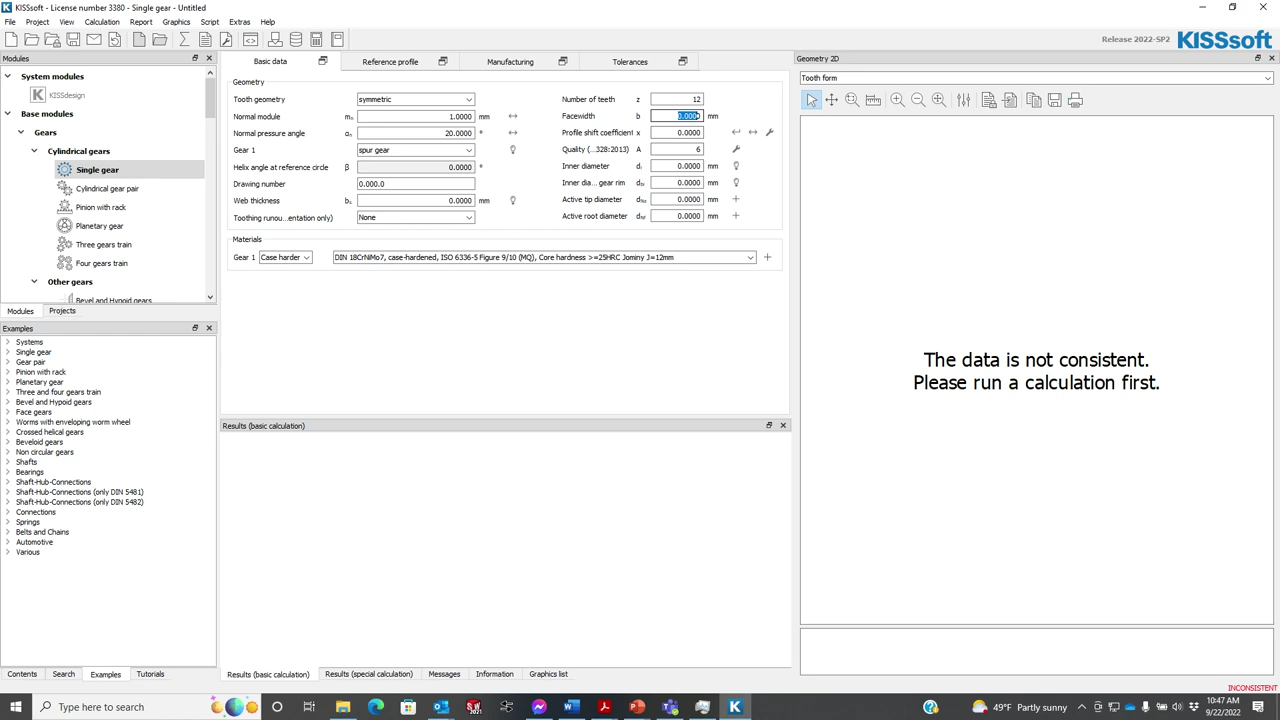 KISSsoft - License number 3380 - Single gear - Untitled
File Project View Calculation Report Graphics Script Extras Help
Release 2022-SP2 KISSsoft
Modules
System modules
KISSdesign
Base modules
Gears
Cylindrical gears
Single gear
Cylindrical gear pair
Pinion with rack
Planetary gear
Three gears train
Four gears train
Other gears
Bevel and Hypoid gears
Modules Projects
Examples
Systems
Single gear
Gear pair
Pinion with rack
Planetary gear
Three and four gears train
Bevel and Hypoid gears
Face gears
Worms with enveloping worm wheel
Crossed helical gears
Beveloid gears
Non circular gears
Shafts
Bearings
Shaft-Hub-Connections
Shaft-Hub-Connections (only DIN 5481)
Shaft-Hub-Connections (only DIN 5482)
Connections
Springs
Belts and Chains
Automotive
Various
Contents Search Examples Tutorials
Basic data Reference profile Manufacturing Tolerances
Geometry
Tooth geometry symmetric
Normal module mn 1.0000 mm
Normal pressure angle αn 20.0000 °
Gear 1 spur gear
Helix angle at reference circle β 0.0000 °
Drawing number 0.000.0
Web thickness bs 0.0000 mm
Toothing runou...entation only) None
Number of teeth z 12
Facewidth b 0.0000 mm
Profile shift coefficient x 0.0000
Quality (...328:2013) A 6
Inner diameter di 0.0000 mm
Inner dia...gear rim 0.0000 mm
Active tip diameter dNa 0.0000 mm
Active root diameter dNf 0.0000 mm
Materials
Gear 1 Case harder DIN 18CrNiMo7, case-hardened, ISO 6336-5 Figure 9/10 (MQ), Core hardness >=25HRC Jominy J=12mm
Results (basic calculation)
Results (basic calculation) Results (special calculation) Messages Information Graphics list
Geometry 2D
Tooth form
The data is not consistent.
Please run a calculation first.
INCONSISTENT
Type here to search
49°F Partly sunny
10:47 AM
9/22/2022